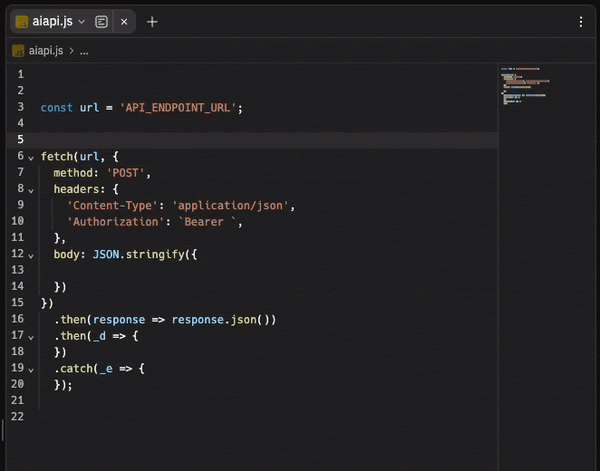 aiapi.js
aiapi.js > ...
1
2
3 const url = 'API_ENDPOINT_URL';
4
5
6 fetch(url, {
7   method: 'POST',
8   headers: {
9     'Content-Type': 'application/json',
10     'Authorization': `Bearer `,
11   },
12   body: JSON.stringify({
13
14   })
15 })
16   .then(response => response.json())
17   .then(_d => {
18   })
19   .catch(_e => {
20   });
21
22